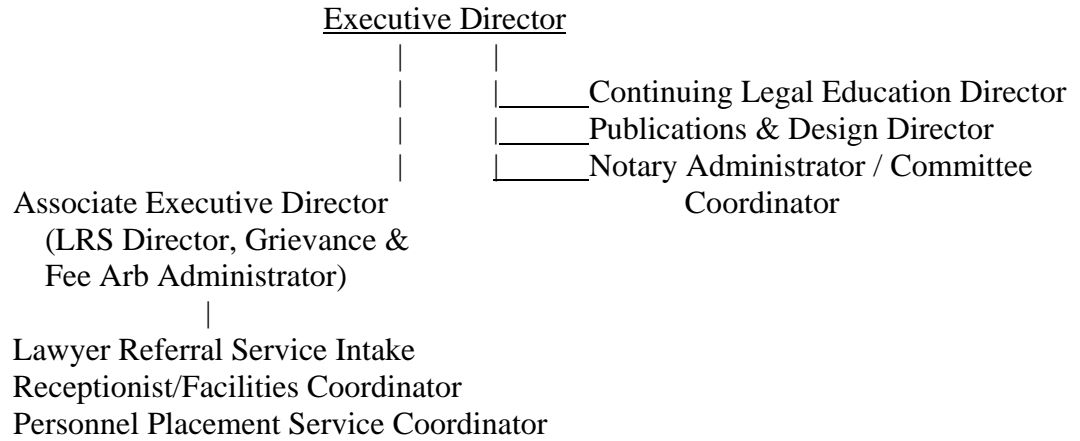 Executive Director
Continuing Legal Education Director
Publications & Design Director
Notary Administrator / Committee
Coordinator
Associate Executive Director
(LRS Director, Grievance &
Fee Arb Administrator)
Lawyer Referral Service Intake
Receptionist/Facilities Coordinator
Personnel Placement Service Coordinator